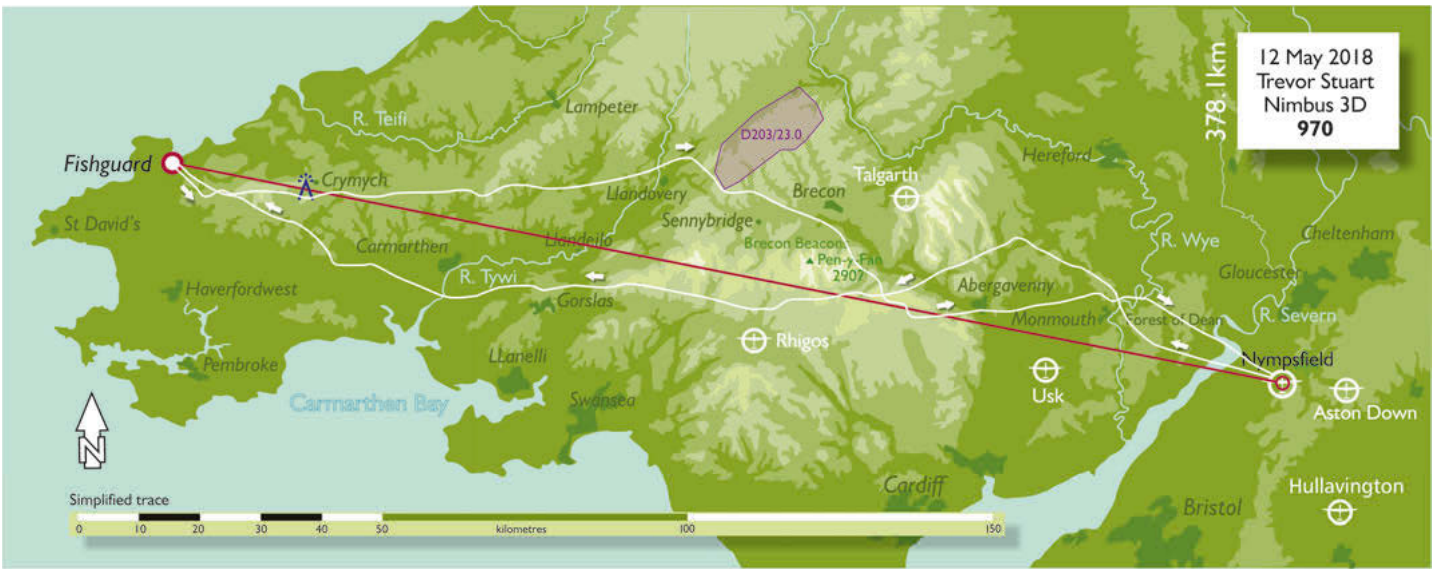 12 May 2018
Trevor Stuart
Nimbus 3D
970
378.1km
Lampeter
R. Teifi
D203/23.0
Fishguard
Crymych
Hereford
Llandovery
Brecon
Talgarth
St David's
Sennybridge
Carmarthen
Llandeilo
Brecon Beacons
Pen-y-Fan
2902
R. Wye
Cheltenham
Gloucester
R. Tywi
Haverfordwest
Gorslas
Abergavenny
Monmouth
Forest of Dean
R. Severn
Rhigos
Nympsfield
Pembroke
LLanelli
Usk
Aston Down
Carmarthen Bay
Swansea
N
Cardiff
Hullavington
Bristol
Simplified trace
0 10 20 30 40 50 kilometres 100 150